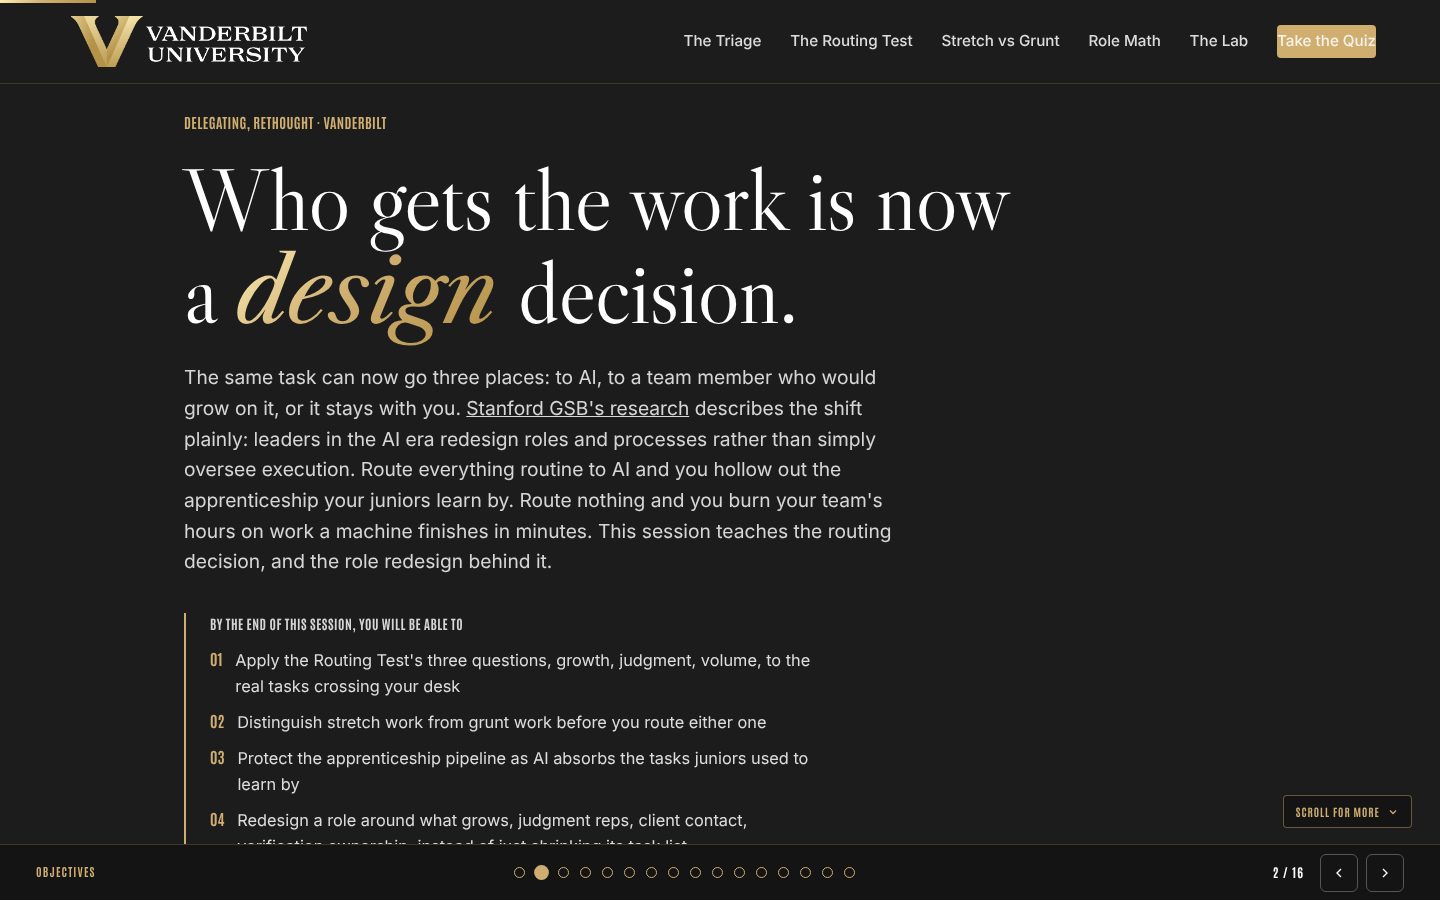 VANDERBILT
UNIVERSITY
The Triage
The Routing Test
Stretch vs Grunt
Role Math
The Lab
Take the Quiz
DELEGATING, RETHOUGHT · VANDERBILT
Who gets the work is now
a design decision.
The same task can now go three places: to AI, to a team member who would
grow on it, or it stays with you. Stanford GSB's research describes the shift
plainly: leaders in the AI era redesign roles and processes rather than simply
oversee execution. Route everything routine to AI and you hollow out the
apprenticeship your juniors learn by. Route nothing and you burn your team's
hours on work a machine finishes in minutes. This session teaches the routing
decision, and the role redesign behind it.
BY THE END OF THIS SESSION, YOU WILL BE ABLE TO
01 Apply the Routing Test's three questions, growth, judgment, volume, to the
real tasks crossing your desk
02 Distinguish stretch work from grunt work before you route either one
03 Protect the apprenticeship pipeline as AI absorbs the tasks juniors used to
learn by
04 Redesign a role around what grows, judgment reps, client contact,
SCROLL FOR MORE
OBJECTIVES
2 / 16